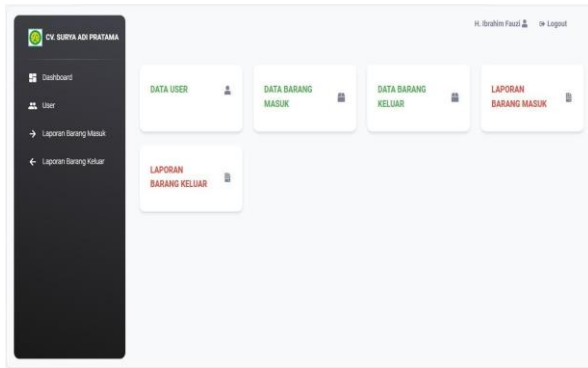 CV. SURYA ADI PRATAMA
Dashboard
User
Laporan Barang Masuk
Laporan Barang Keluar
H. Ibrahim Fauzi
Logout
DATA USER
DATA BARANG
MASUK
DATA BARANG
KELUAR
LAPORAN
BARANG MASUK
LAPORAN
BARANG KELUAR